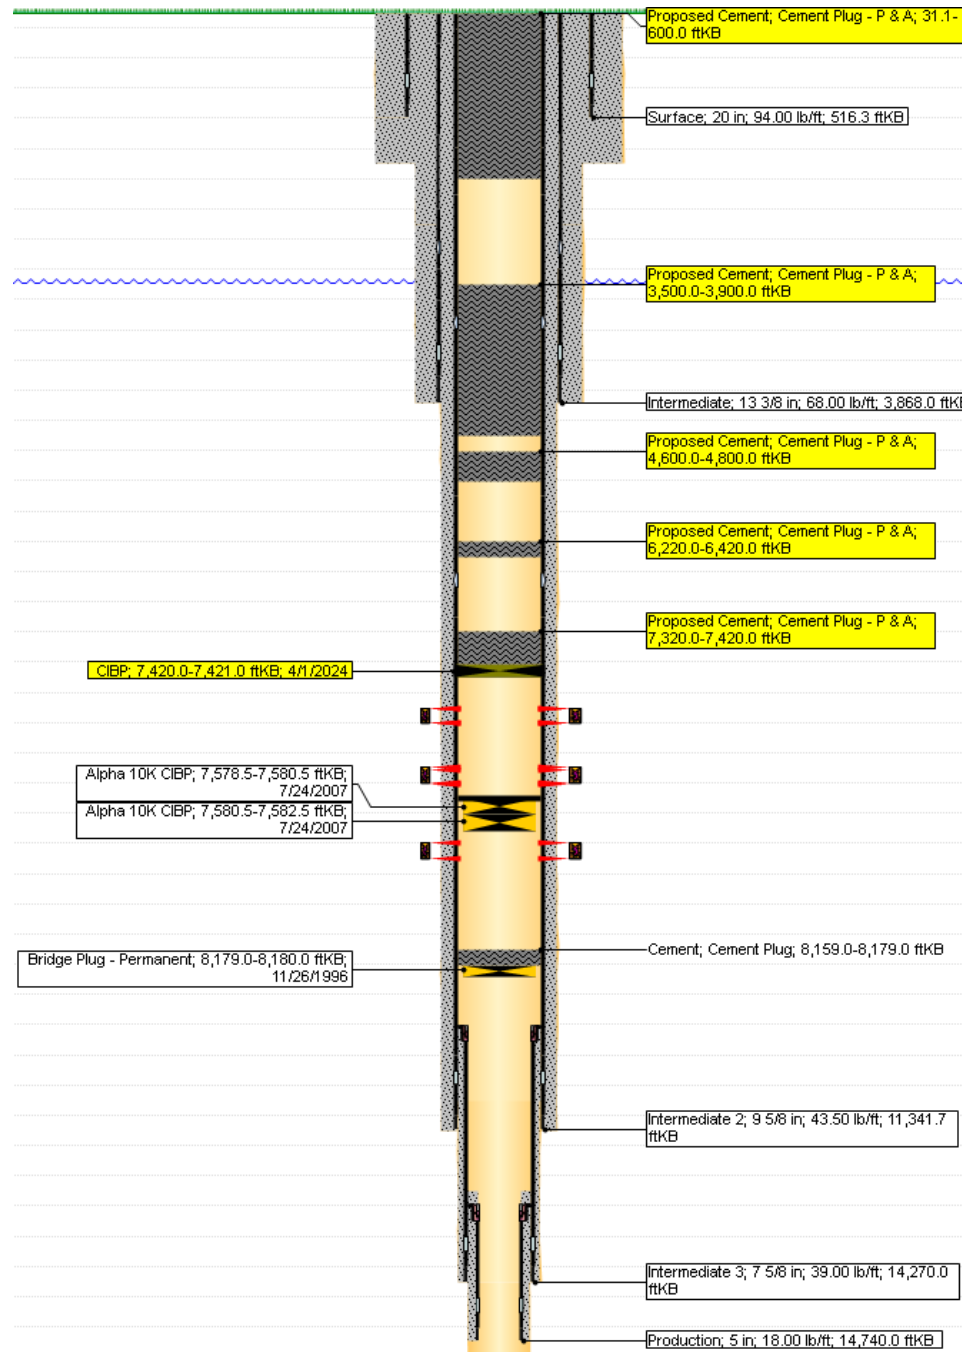 Proposed Cement; Cement Plug - P & A; 31.1-
600.0 ftKB
Surface; 20 in; 94.00 lb/ft; 516.3 ftKB
Proposed Cement; Cement Plug - P & A;
3,500.0-3,900.0 ftKB
Intermediate; 13 3/8 in; 68.00 lb/ft; 3,868.0 ftKB
Proposed Cement; Cement Plug - P & A;
4,600.0-4,800.0 ftKB
Proposed Cement; Cement Plug - P & A;
6,220.0-6,420.0 ftKB
Proposed Cement; Cement Plug - P & A;
7,320.0-7,420.0 ftKB
CIBP; 7,420.0-7,421.0 ftKB; 4/1/2024
Alpha 10K CIBP; 7,578.5-7,580.5 ftKB;
7/24/2007
Alpha 10K CIBP; 7,580.5-7,582.5 ftKB;
7/24/2007
Cement; Cement Plug; 8,159.0-8,179.0 ftKB
Bridge Plug - Permanent; 8,179.0-8,180.0 ftKB;
11/26/1996
Intermediate 2; 9 5/8 in; 43.50 lb/ft; 11,341.7
ftKB
Intermediate 3; 7 5/8 in; 39.00 lb/ft; 14,270.0
ftKB
Production; 5 in; 18.00 lb/ft; 14,740.0 ftKB